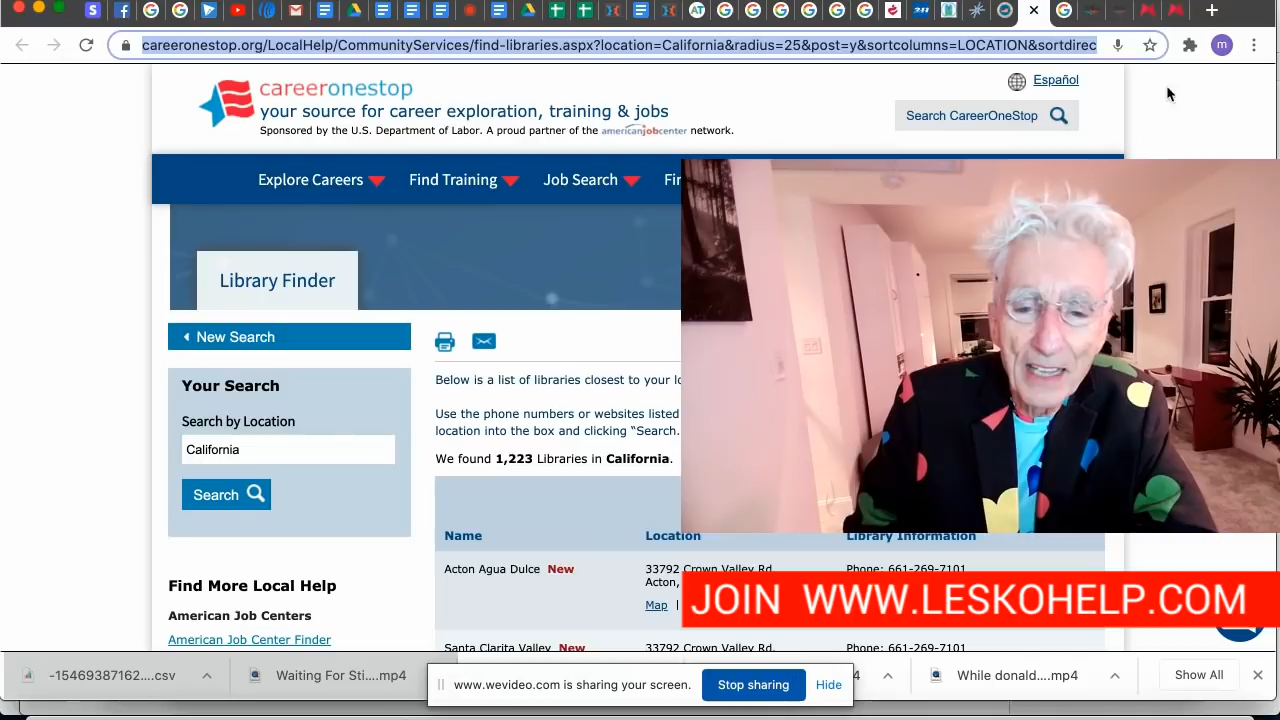 careeronestop.org/LocalHelp/CommunityServices/find-libraries.aspx?location=California&radius=25&post=y&sortcolumns=LOCATION&sortdirec
m
careeronestop
your source for career exploration, training & jobs
Sponsored by the U.S. Department of Labor. A proud partner of the americanjobcenter network.
Español
Search CareerOneStop
Explore Careers
Find Training
Job Search
Library Finder
New Search
Your Search
Search by Location
California
Search
Find More Local Help
American Job Centers
American Job Center Finder
Below is a list of libraries closest to your
Use the phone numbers or websites listed
location into the box and clicking “Search.
We found 1,223 Libraries in California.
Name
Location
Library Information
Acton Agua Dulce New
33792 Crown Valley Rd.
Acton,
Phone: 661-269-7101
Map |
Santa Clarita Valley New
33792 Crown Valley Rd.
Phone: 661-269-7101
JOIN WWW.LESKOHELP.COM
-15469387162....csv
Waiting For Sti....mp4
www.wevideo.com is sharing your screen.
Stop sharing
Hide
While donald....mp4
Show All